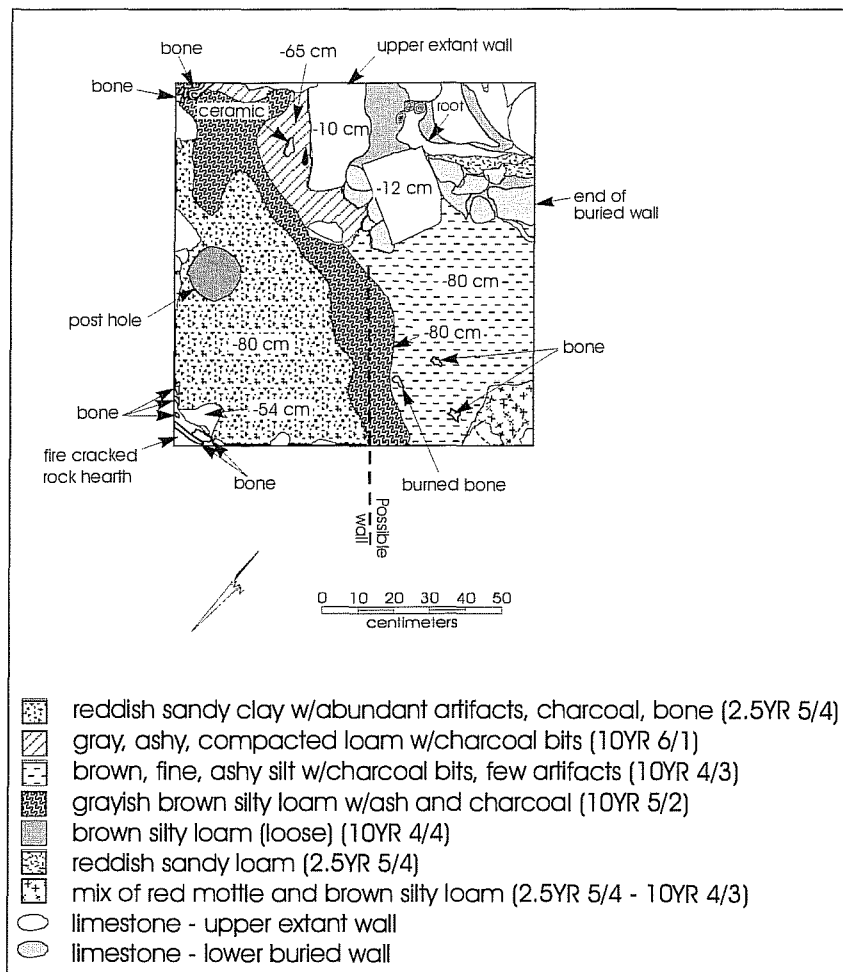 bone
-65 cm
upper extant wall
bone
ceramic
root
-10 cm
-12 cm
end of
buried wall
-80 cm
post hole
-80 cm
-80 cm
bone
bone
-54 cm
fire cracked
rock hearth
bone
burned bone
Possible
wall
N
0 10 20 30 40 50
centimeters
reddish sandy clay w/abundant artifacts, charcoal, bone (2.5YR 5/4)
gray, ashy, compacted loam w/charcoal bits (10YR 6/1)
brown, fine, ashy silt w/charcoal bits, few artifacts (10YR 4/3)
grayish brown silty loam w/ash and charcoal (10YR 5/2)
brown silty loam (loose) (10YR 4/4)
reddish sandy loam (2.5YR 5/4)
mix of red mottle and brown silty loam (2.5YR 5/4 - 10YR 4/3)
limestone - upper extant wall
limestone - lower buried wall